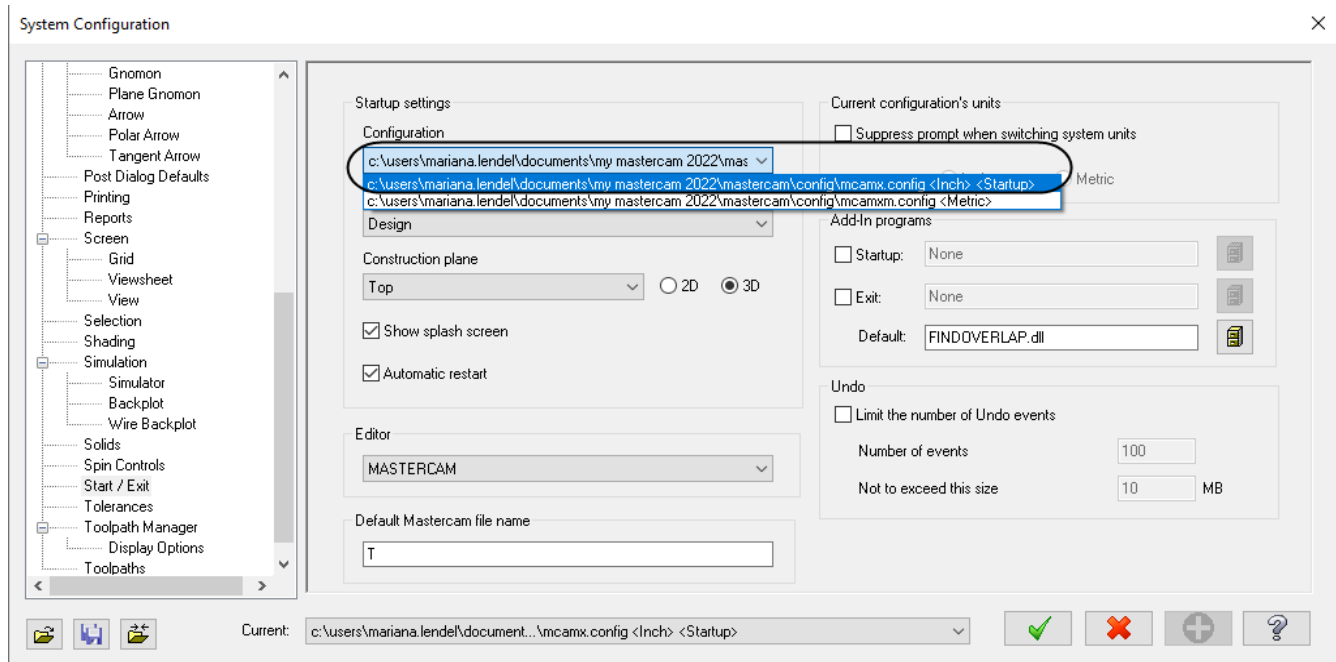 System Configuration
Gnomon
Plane Gnomon
Arrow
Polar Arrow
Tangent Arrow
Post Dialog Defaults
Printing
Reports
Screen
Grid
Viewsheet
View
Selection
Shading
Simulation
Simulator
Backplot
Wire Backplot
Solids
Spin Controls
Start / Exit
Tolerances
Toolpath Manager
Display Options
Toolpaths
Startup settings
Configuration
c:\users\mariana.lendel\documents\my mastercam 2022\mas
c:\users\mariana.lendel\documents\my mastercam 2022\mastercam\config\mcamx.config <Inch> <Startup>
c:\users\mariana.lendel\documents\my mastercam 2022\mastercam\config\mcamxm.config <Metric>
Design
Construction plane
Top
2D
3D
Show splash screen
Automatic restart
Editor
MASTERCAM
Default Mastercam file name
T
Current configuration's units
Suppress prompt when switching system units
Metric
Add-In programs
Startup: None
Exit: None
Default: FINDOVERLAP.dll
Undo
Limit the number of Undo events
Number of events 100
Not to exceed this size 10 MB
Current: c:\users\mariana.lendel\document...\mcamx.config <Inch> <Startup>